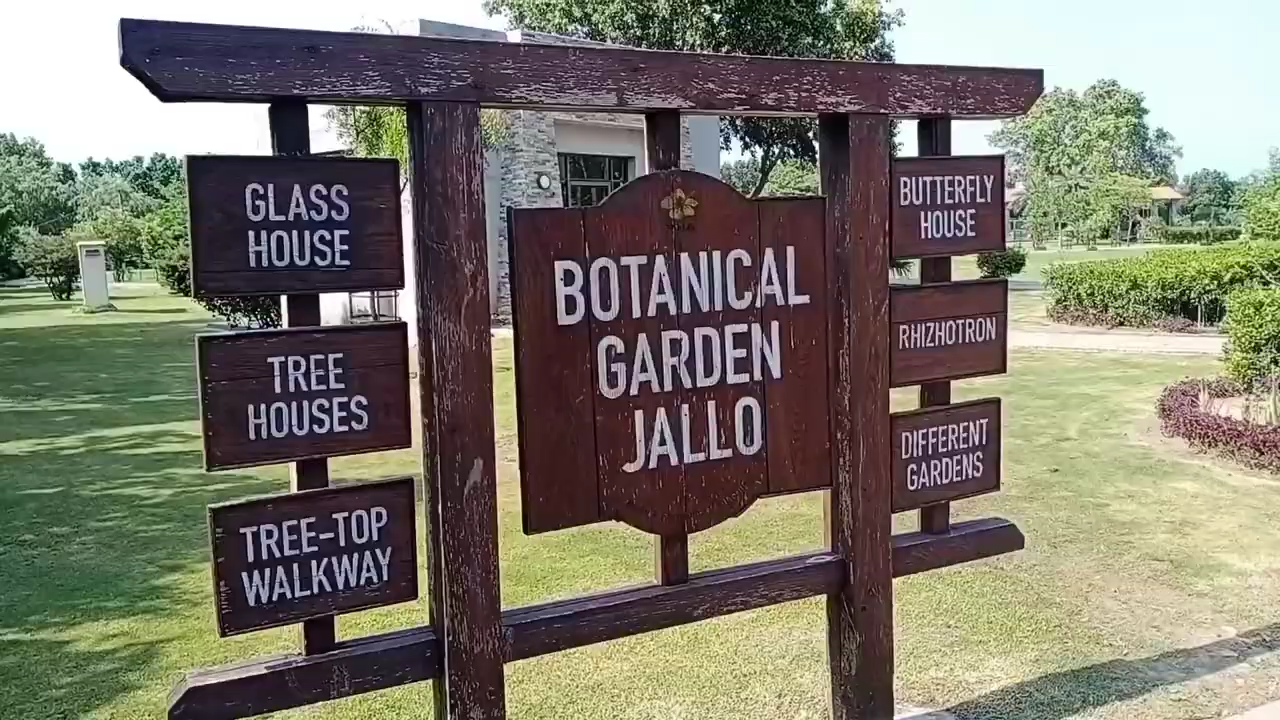 GLASS
HOUSE
TREE
HOUSES
TREE-TOP
WALKWAY
BOTANICAL
GARDEN
JALLO
BUTTERFLY
HOUSE
RHIZHOTRON
DIFFERENT
GARDENS